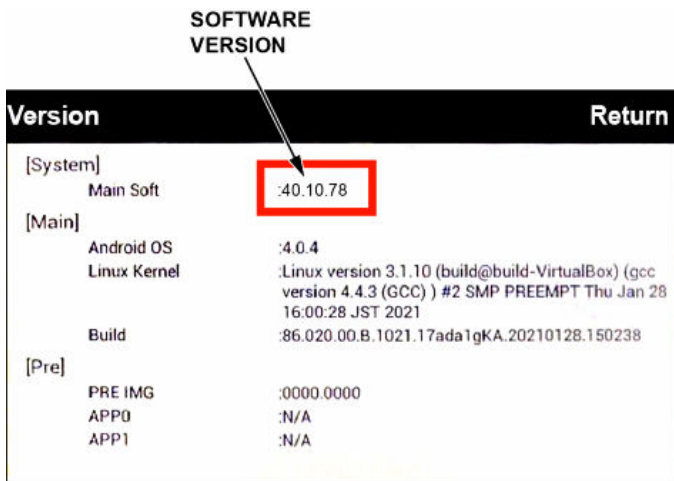 SOFTWARE
VERSION
Version Return
[System]
Main Soft :40.10.78
[Main]
Android OS :4.0.4
Linux Kernel :Linux version 3.1.10 (build@build-VirtualBox) (gcc
version 4.4.3 (GCC) ) #2 SMP PREEMPT Thu Jan 28
16:00:28 JST 2021
Build :86.020.00.B.1021.17ada1gKA.20210128.150238
[Pre]
PRE IMG :0000.0000
APP0 :N/A
APP1 :N/A